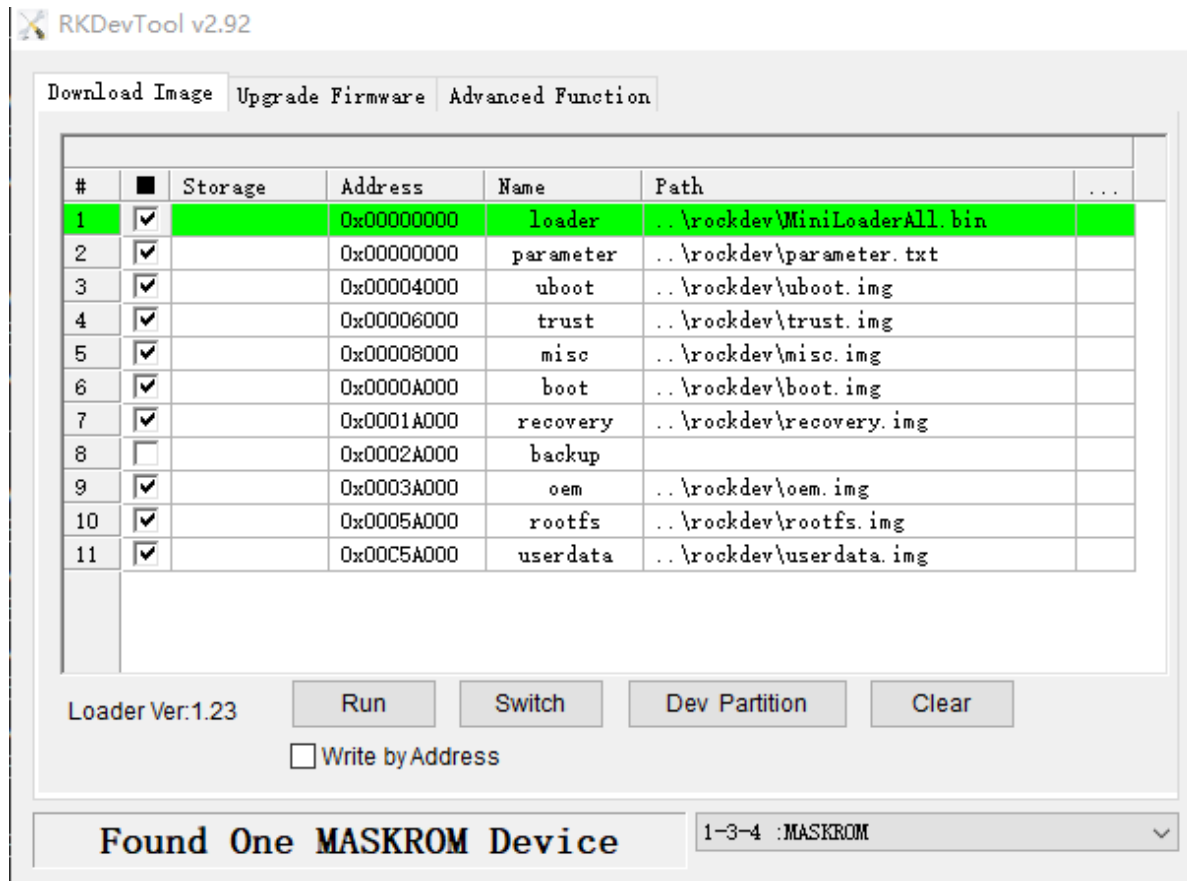 RKDevTool v2.92
Download Image Upgrade Firmware Advanced Function
# Storage Address Name Path ...
1 0x00000000 loader ..\rockdev\MiniLoaderAll.bin
2 0x00000000 parameter ..\rockdev\parameter.txt
3 0x00004000 uboot ..\rockdev\uboot.img
4 0x00006000 trust ..\rockdev\trust.img
5 0x00008000 misc ..\rockdev\misc.img
6 0x0000A000 boot ..\rockdev\boot.img
7 0x0001A000 recovery ..\rockdev\recovery.img
8 0x0002A000 backup
9 0x0003A000 oem ..\rockdev\oem.img
10 0x0005A000 rootfs ..\rockdev\rootfs.img
11 0x00C5A000 userdata ..\rockdev\userdata.img
Loader Ver:1.23 Run Switch Dev Partition Clear
Write by Address
Found One MASKROM Device 1-3-4 :MASKROM